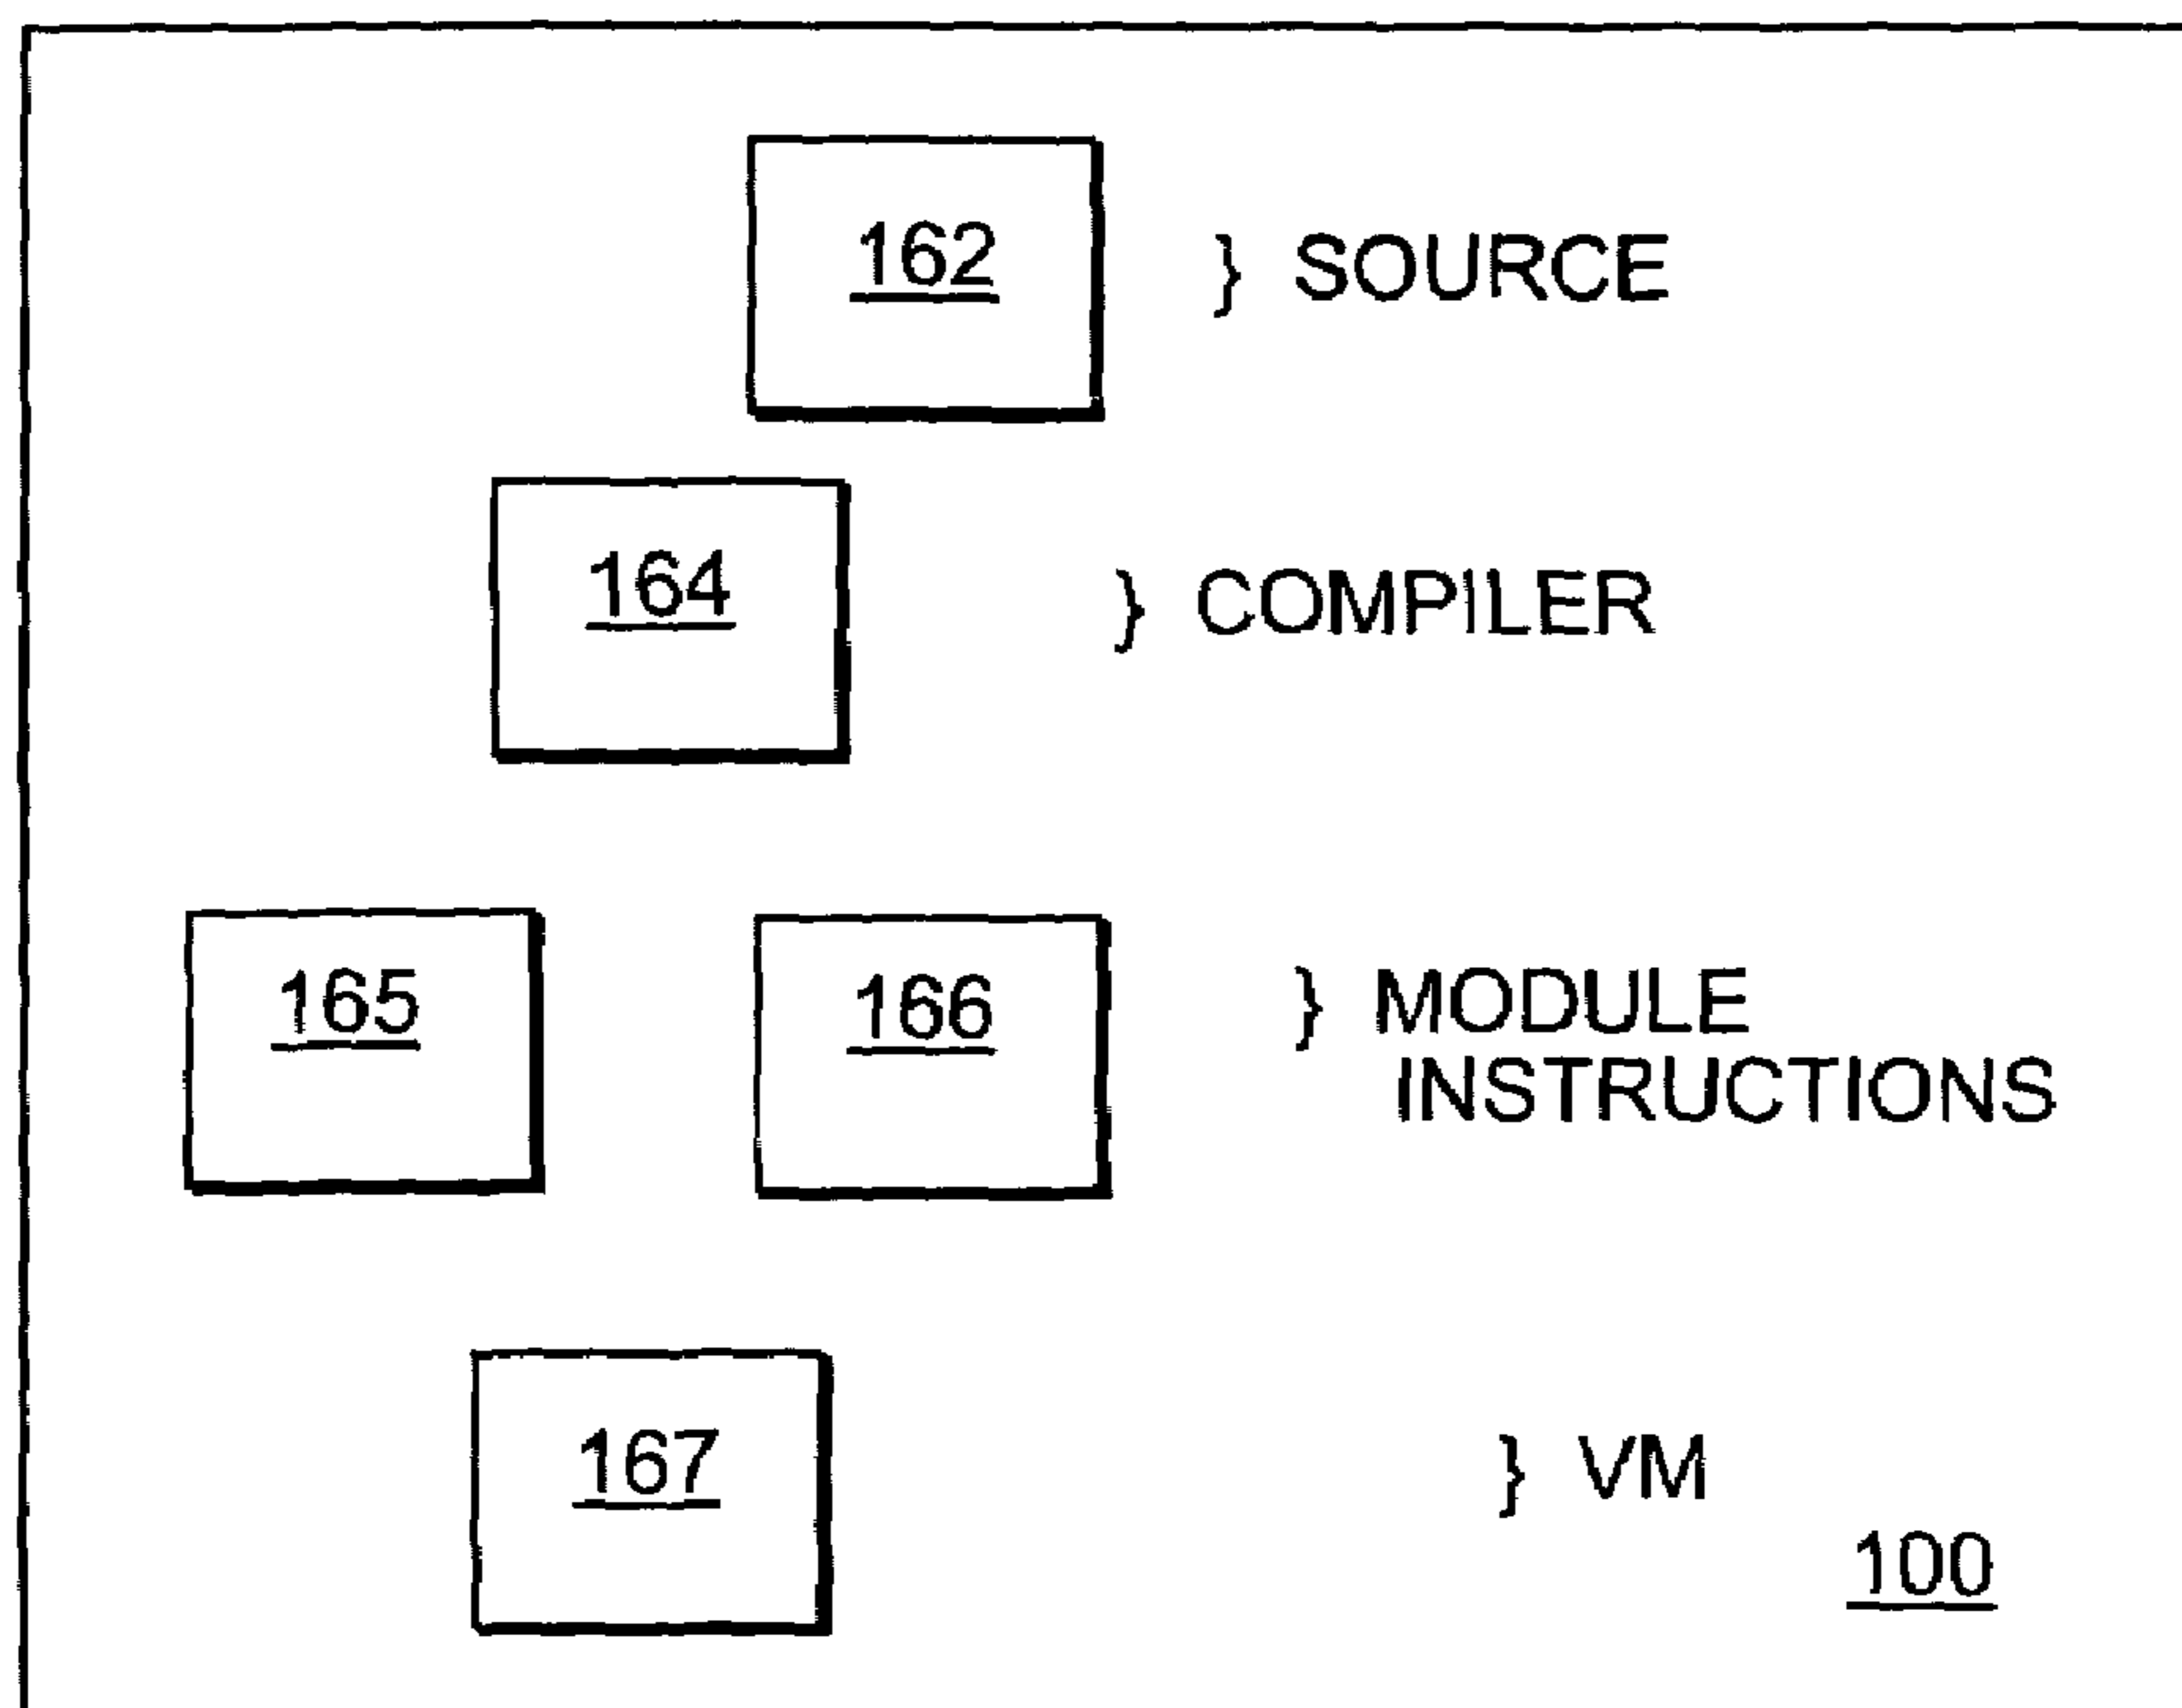 162 } SOURCE
164 } COMPILER
165 166 } MODULE
INSTRUCTIONS
167 } VM
100